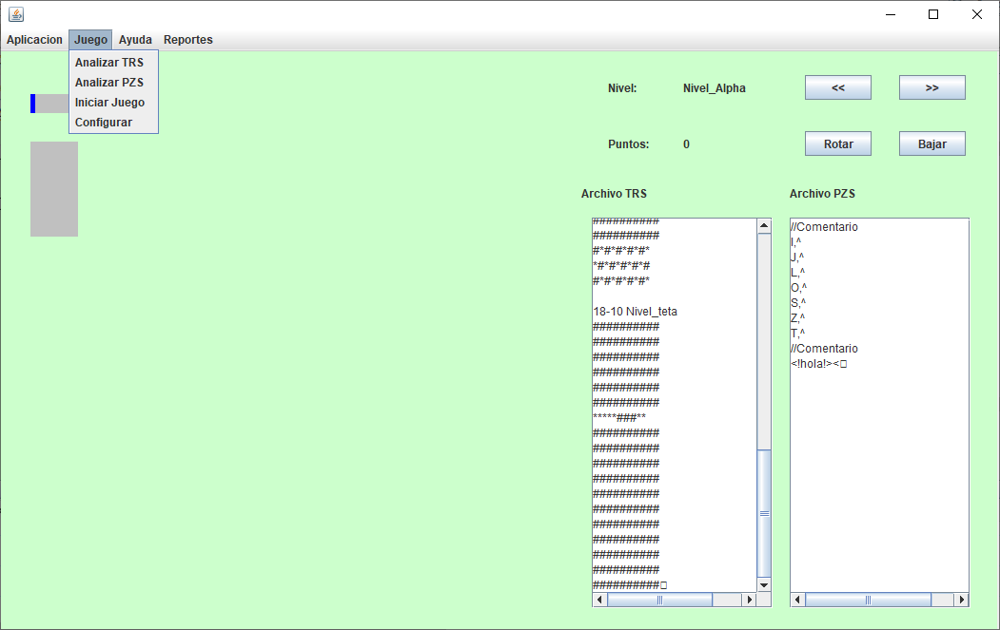 Aplicacion Juego Ayuda Reportes
Analizar TRS
Analizar PZS
Iniciar Juego
Configurar
Nivel: Nivel_Alpha << >>
Puntos: 0 Rotar Bajar
Archivo TRS
##########
##########
#*#*#*#*#*
*#*#*#*#*#
#*#*#*#*#*
18-10 Nivel_teta
##########
##########
##########
##########
##########
##########
*****###**
##########
##########
##########
##########
##########
##########
##########
##########
##########
##########
##########□
Archivo PZS
//Comentario
I,^
J,^
L,^
O,^
S,^
Z,^
T,^
//Comentario
<!hola!><□